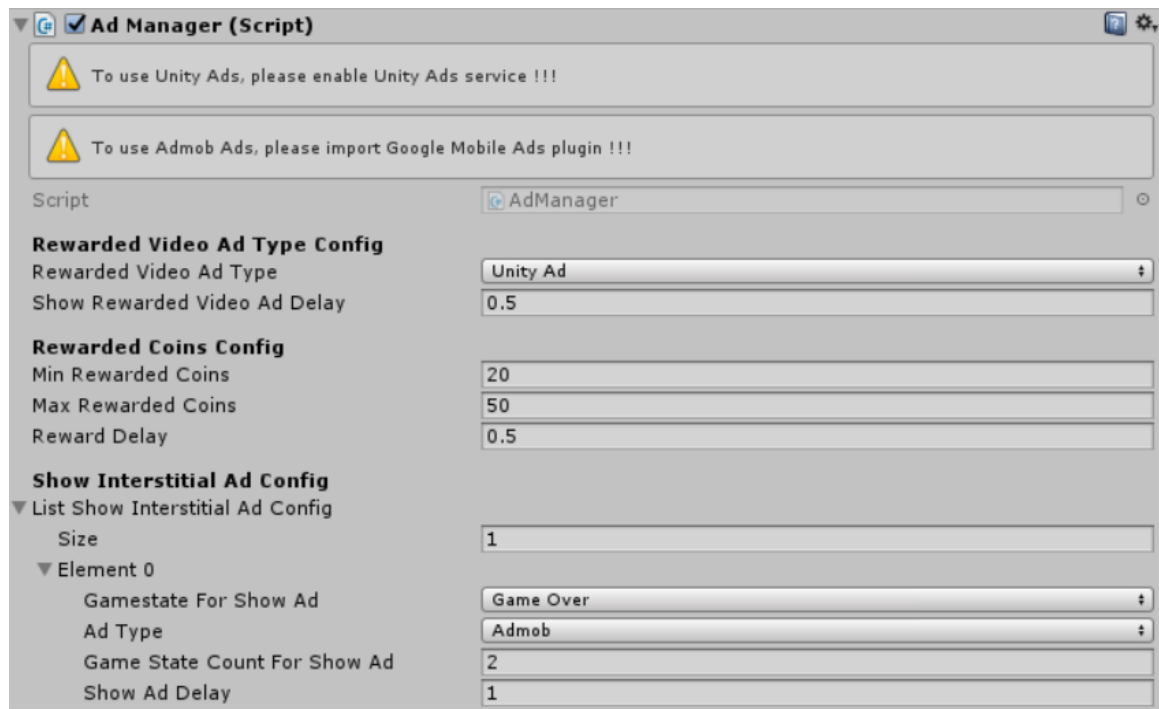 Ad Manager (Script)
To use Unity Ads, please enable Unity Ads service !!!
To use Admob Ads, please import Google Mobile Ads plugin !!!
Script AdManager
Rewarded Video Ad Type Config
Rewarded Video Ad Type Unity Ad
Show Rewarded Video Ad Delay 0.5
Rewarded Coins Config
Min Rewarded Coins 20
Max Rewarded Coins 50
Reward Delay 0.5
Show Interstitial Ad Config
List Show Interstitial Ad Config
Size 1
Element 0
Gamestate For Show Ad Game Over
Ad Type Admob
Game State Count For Show Ad 2
Show Ad Delay 1